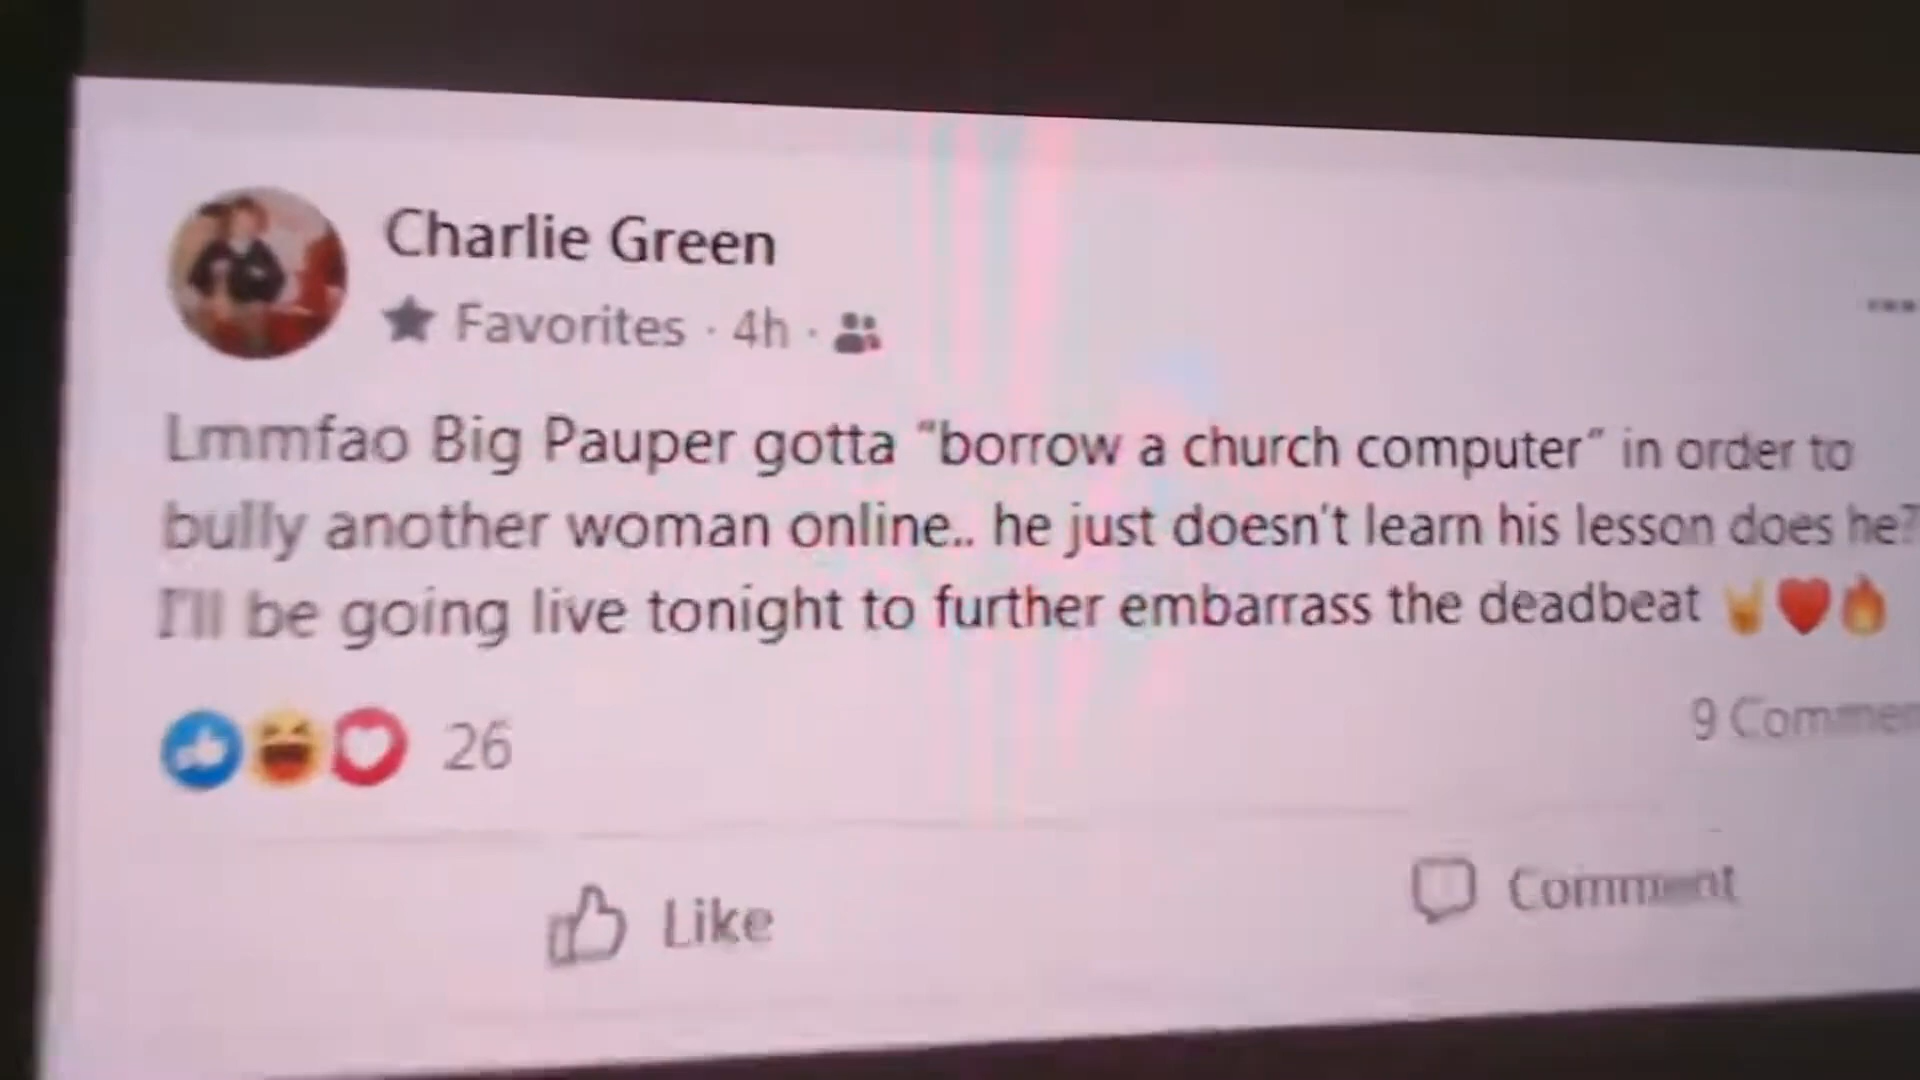 Charlie Green
Favorites · 4h ·
Lmmfao Big Pauper gotta “borrow a church computer” in order to
bully another woman online.. he just doesn't learn his lesson does he?
I'll be going live tonight to further embarrass the deadbeat 🤘❤️🔥
26
9 Commen
Like
Comment